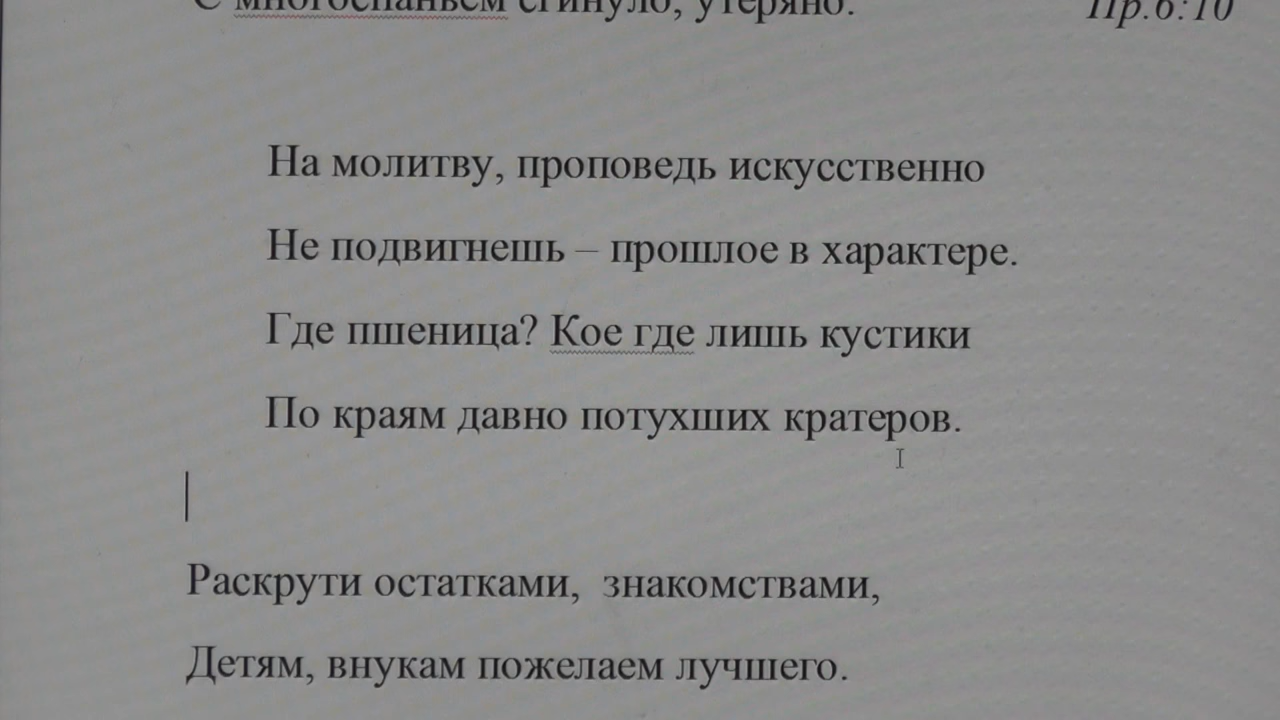 С многоспаньем сгинуло, утеряно. Пр.6:10
На молитву, проповедь искусственно
Не подвигнешь – прошлое в характере.
Где пшеница? Кое где лишь кустики
По краям давно потухших кратеров.
Раскрути остатками,  знакомствами,
Детям, внукам пожелаем лучшего.